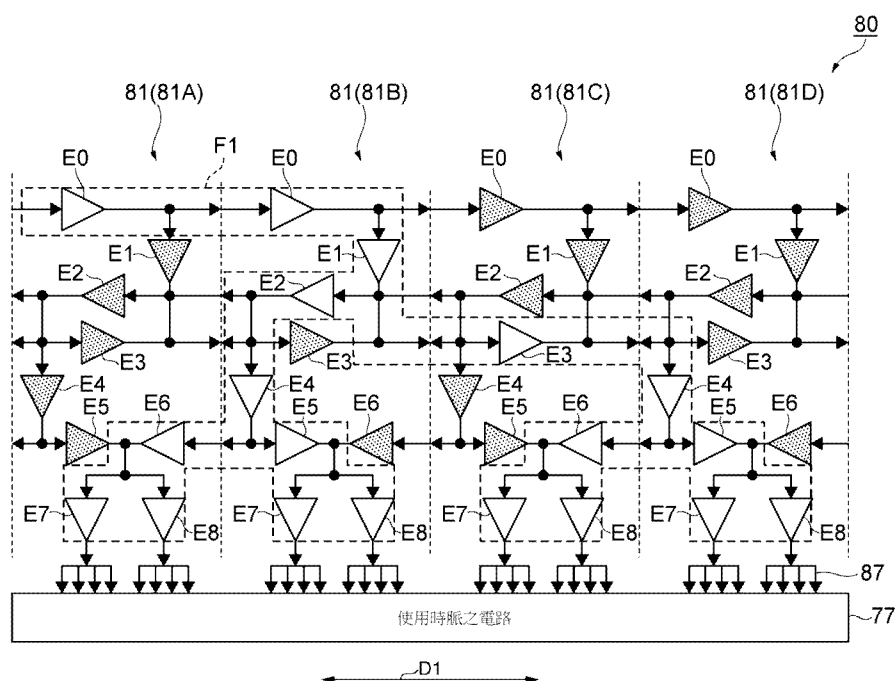 80
81(81A) 81(81B) 81(81C) 81(81D)
F1
E0 E0 E0 E0
E1 E1 E1 E1
E2 E2 E2 E2
E3 E3 E3 E3
E4 E4 E4 E4
E5 E6 E5 E6 E5 E6 E5 E6
E7 E8 E7 E8 E7 E8 E7 E8
87
使用時脈之電路 77
D1